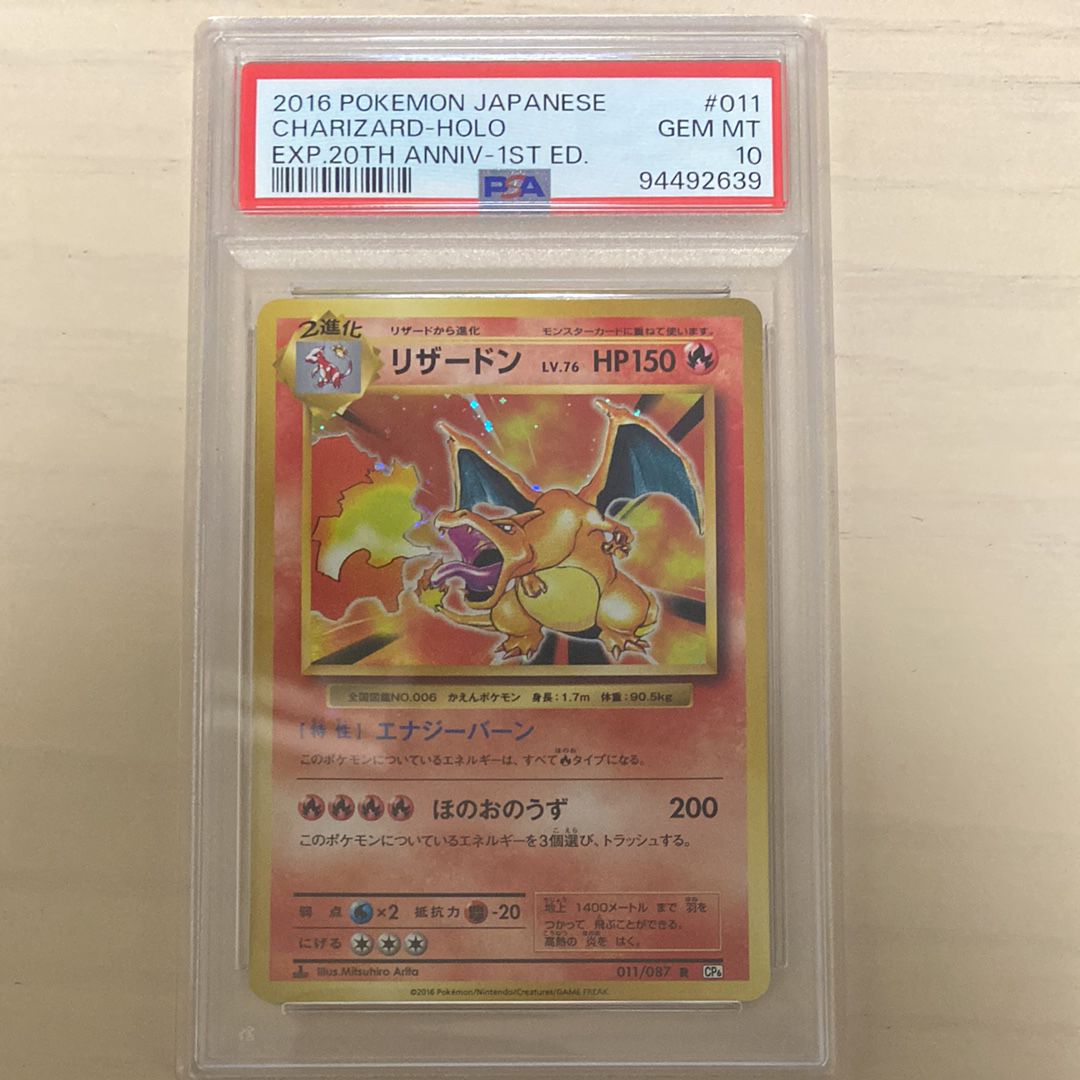 2016 POKEMON JAPANESE #011
CHARIZARD-HOLO GEM MT
EXP.20TH ANNIV-1ST ED. 10
PSA 94492639
2進化 リザードから進化 モンスターカードに重ねて使います。
リザードン LV.76 HP150
全国図鑑NO.006 かえんポケモン 身長:1.7m 体重:90.5kg
[特性] エナジーバーン
このポケモンについているエネルギーは、すべてタイプになる。
ほのおのうず 200
このポケモンについているエネルギーを3個選び、トラッシュする。
弱点 ×2 抵抗力 -20
にげる
地上 1400メートル まで 羽を
つかって 飛ぶことができる。
高熱の 炎を はく。
1 Illus.Mitsuhiro Arita 011/087 R CP6
©2016 Pokémon/Nintendo/Creatures/GAME FREAK